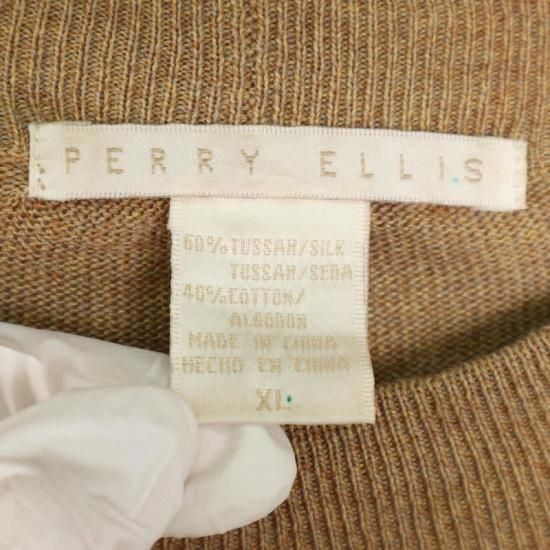 PERRY ELLIS
60% TUSSAH/SILK
TUSSAH/SEDA
40% COTTON/
ALGODON
MADE IN CHINA
HECHO EN CHINA
XL